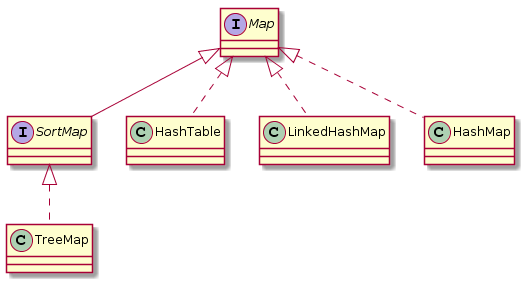 I Map
I SortMap
C HashTable
C LinkedHashMap
C HashMap
C TreeMap